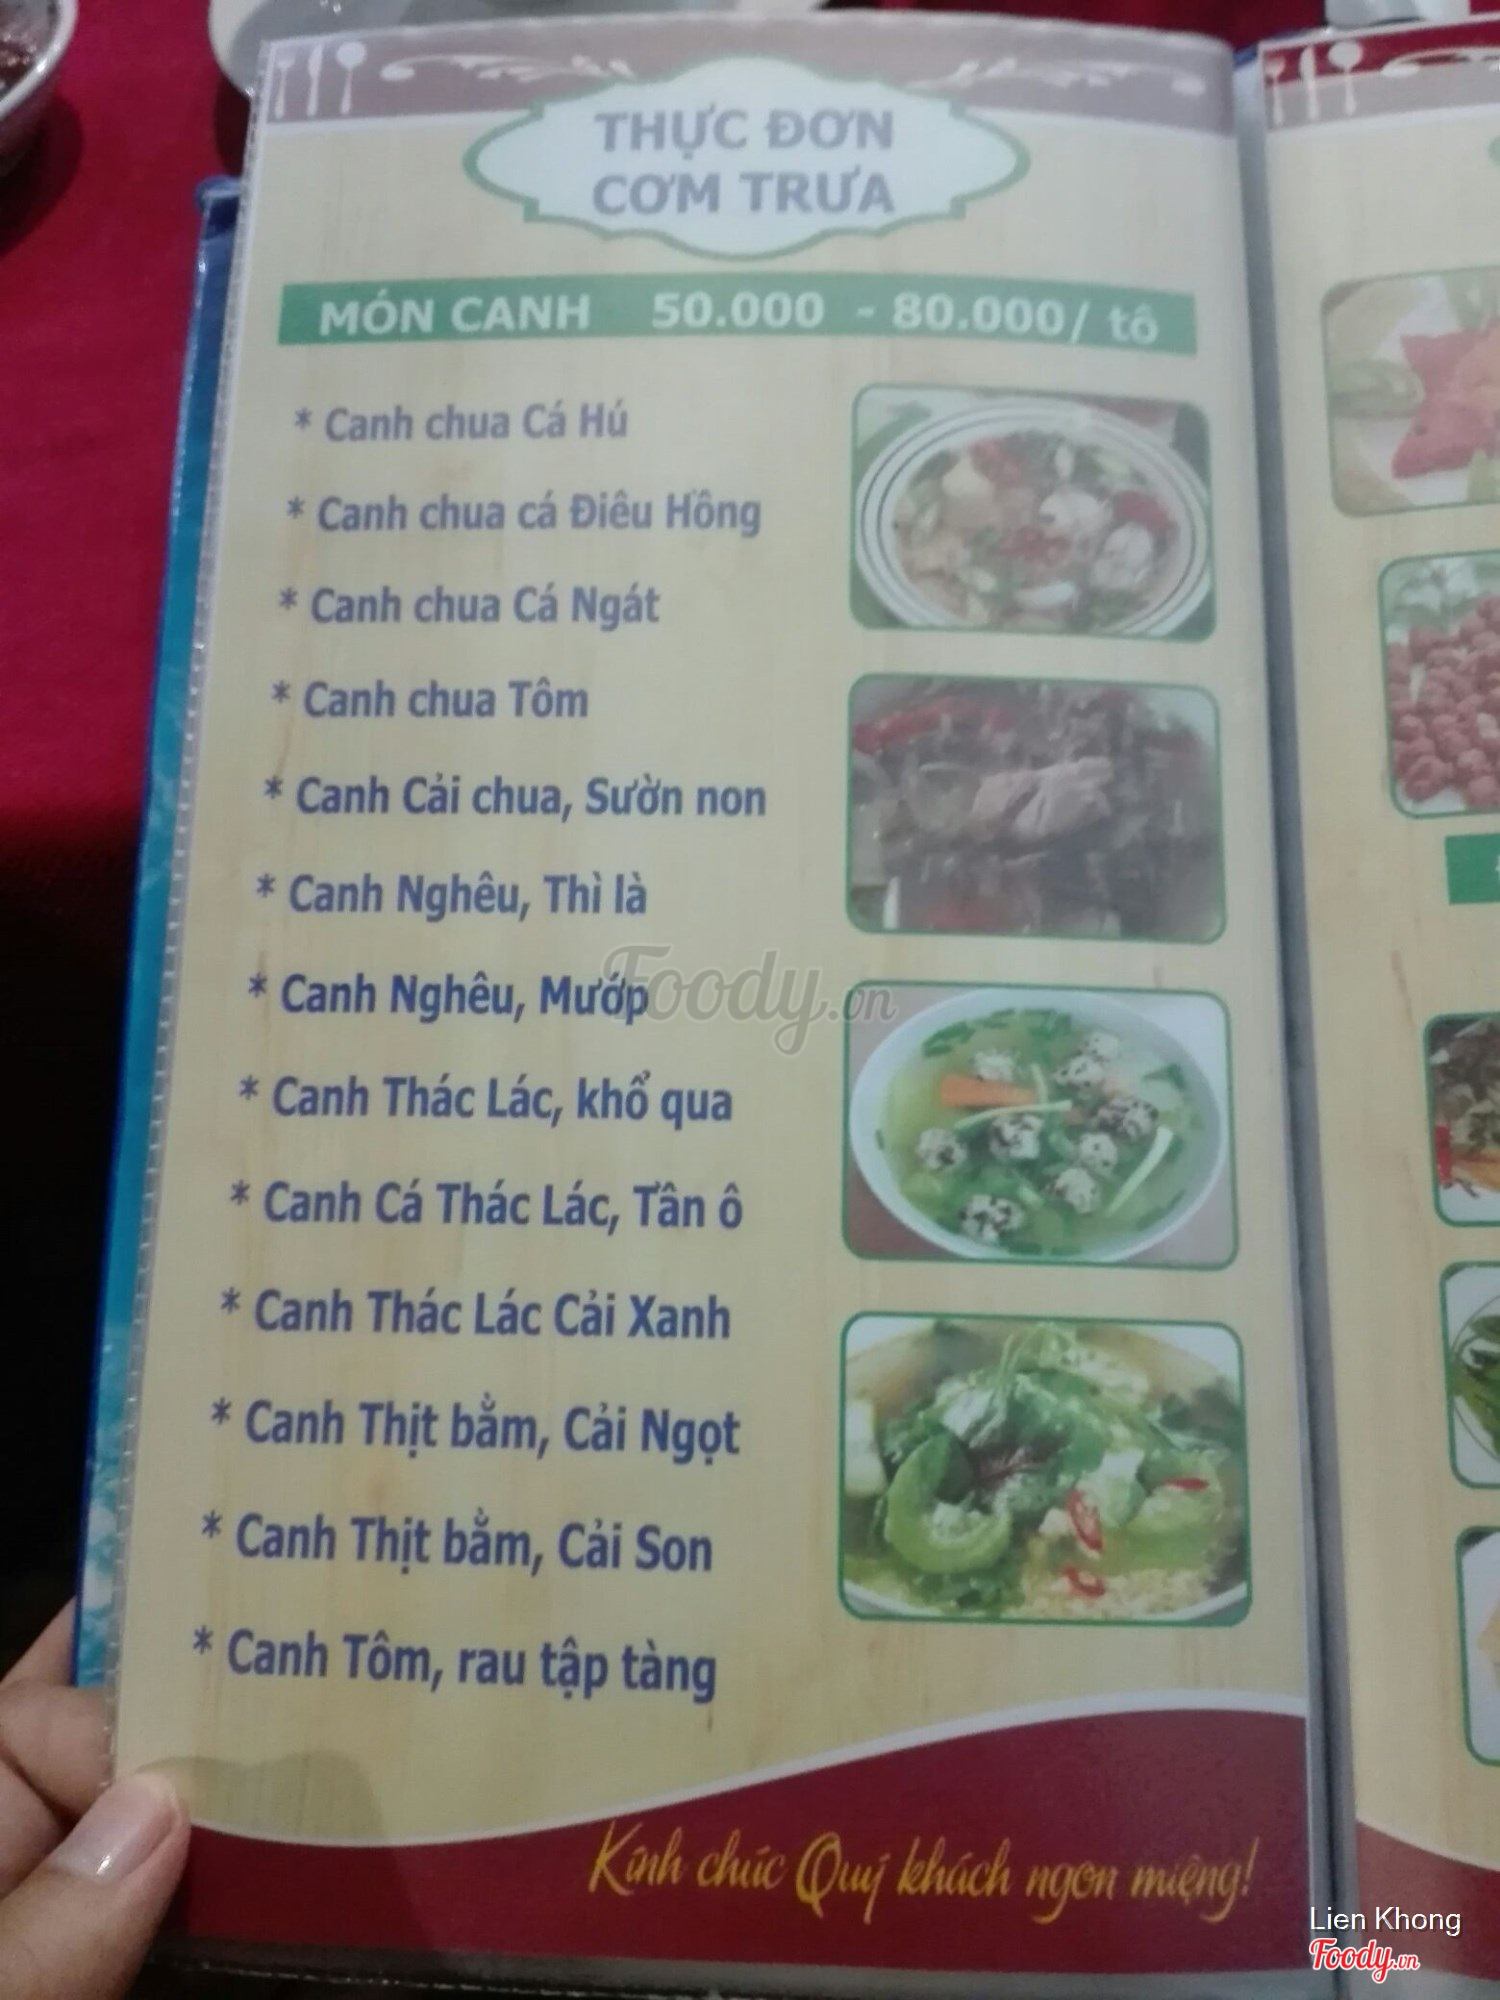 THỰC ĐƠN
CƠM TRƯA
MÓN CANH 50.000 - 80.000/ tô
* Canh chua Cá Hú
* Canh chua cá Điêu Hồng
* Canh chua Cá Ngát
* Canh chua Tôm
* Canh Cải chua, Sườn non
* Canh Nghêu, Thì là
* Canh Nghêu, Mướp
* Canh Thác Lác, khổ qua
* Canh Cá Thác Lác, Tân ô
* Canh Thác Lác Cải Xanh
* Canh Thịt bằm, Cải Ngọt
* Canh Thịt bằm, Cải Son
* Canh Tôm, rau tập tàng
Kính chúc Quý khách ngon miệng!
Foody.vn
Lien Khong
Foody.vn